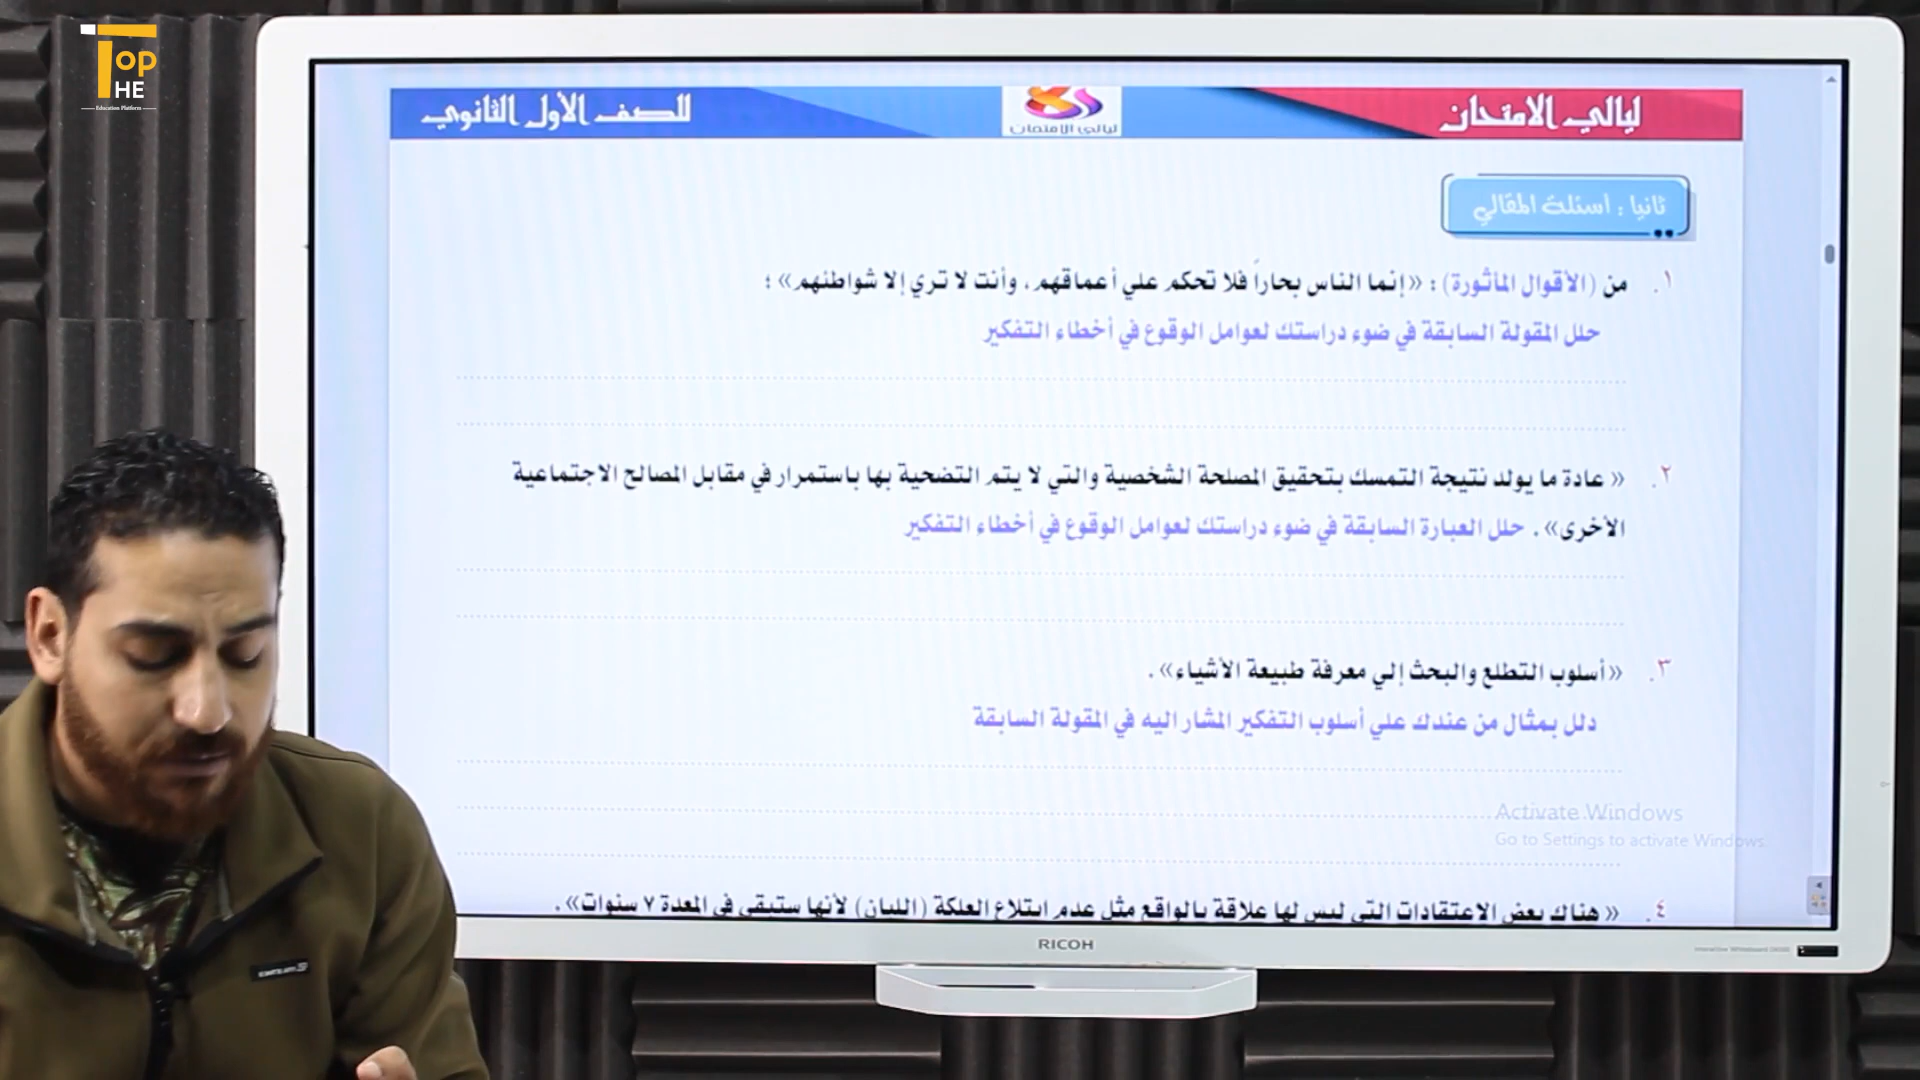 TOP
THE
Education Platform
ليالي الامتحان
ليالي الامتحان
للصف الأول الثانوي
ثانيا : أسئلة المقالي
١. من (الأقوال المأثورة) : «إنما الناس بحاراً فلا تحكم علي أعماقهم، وأنت لا تري إلا شواطئهم» ؛
حلل المقولة السابقة في ضوء دراستك لعوامل الوقوع في أخطاء التفكير
٢. « عادة ما يولد نتيجة التمسك بتحقيق المصلحة الشخصية والتي لا يتم التضحية بها باستمرار في مقابل المصالح الاجتماعية
الأخرى» . حلل العبارة السابقة في ضوء دراستك لعوامل الوقوع في أخطاء التفكير
٣. «أسلوب التطلع والبحث إلي معرفة طبيعة الأشياء» .
دلل بمثال من عندك علي أسلوب التفكير المشار اليه في المقولة السابقة
Activate Windows
Go to Settings to activate Windows.
٤. « هناك بعض الاعتقادات التي ليس لها علاقة بالواقع مثل عدم ابتلاع العلكة (اللبان) لأنها ستبقى في المعدة ٧ سنوات» .
RICOH